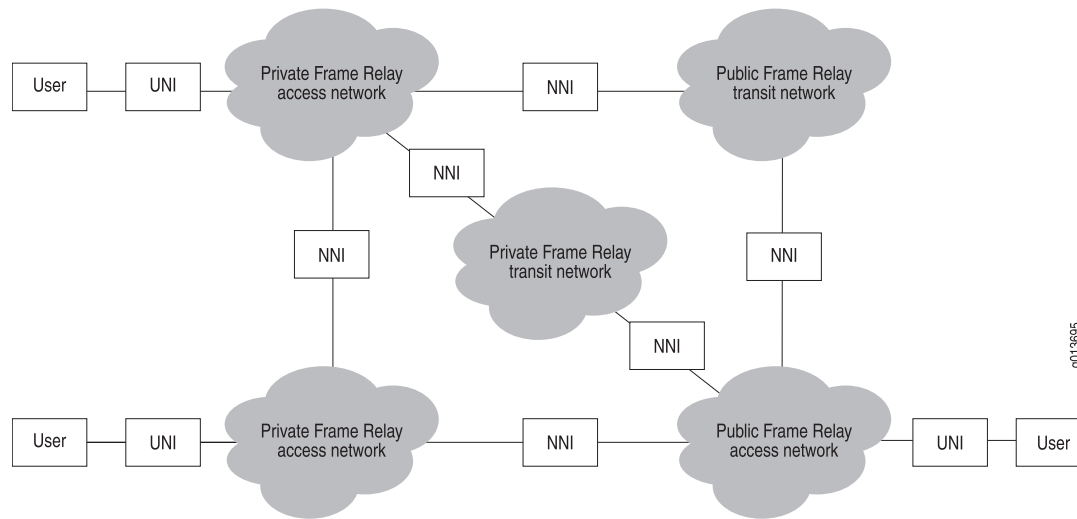 User
UNI
Private Frame Relay
access network
NNI
Public Frame Relay
transit network
NNI
Private Frame Relay
transit network
NNI
NNI
NNI
User
UNI
Private Frame Relay
access network
NNI
Public Frame Relay
access network
UNI
User
g013695